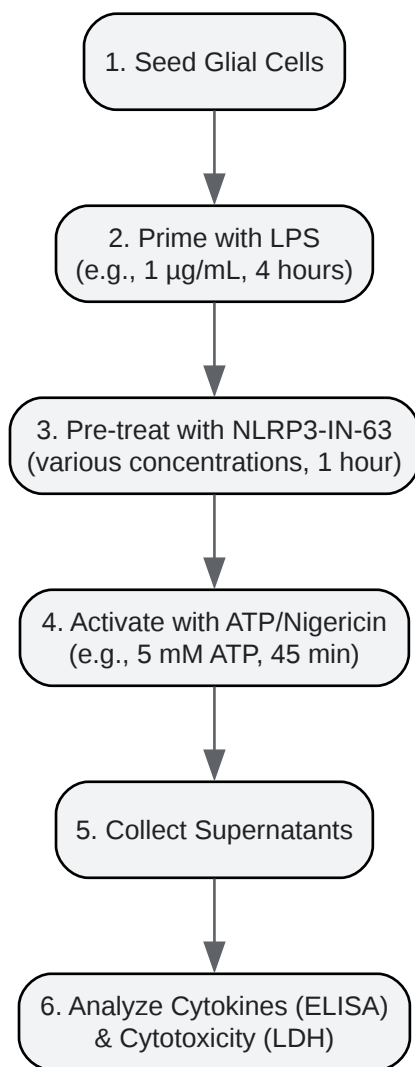 1. Seed Glial Cells
2. Prime with LPS
(e.g., 1 µg/mL, 4 hours)
3. Pre-treat with NLRP3-IN-63
(various concentrations, 1 hour)
4. Activate with ATP/Nigericin
(e.g., 5 mM ATP, 45 min)
5. Collect Supernatants
6. Analyze Cytokines (ELISA)
& Cytotoxicity (LDH)